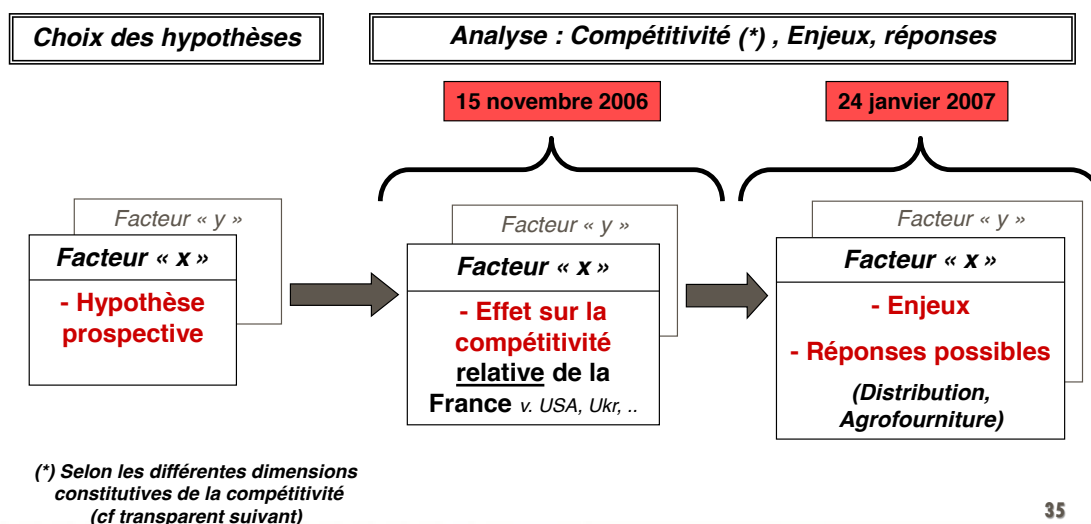 Choix des hypothèses
Analyse : Compétitivité (*) , Enjeux, réponses
15 novembre 2006
24 janvier 2007
Facteur « y »
Facteur « x »
- Hypothèse
prospective
Facteur « y »
Facteur « x »
- Effet sur la
compétitivité
relative de la
France v. USA, Ukr, ..
Facteur « y »
Facteur « x »
- Enjeux
- Réponses possibles
(Distribution,
Agrofourniture)
(*) Selon les différentes dimensions
constitutives de la compétitivité
(cf transparent suivant)
35